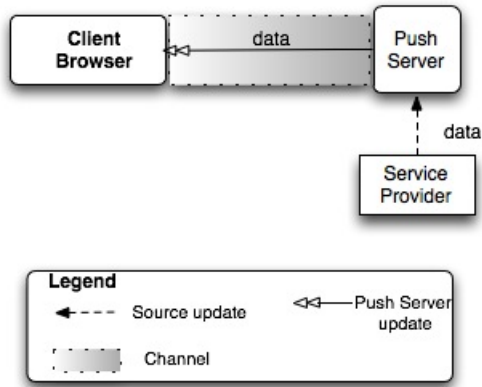 Client
Browser
data
Push
Server
data
Service
Provider
Legend
Source update
Push Server
update
Channel